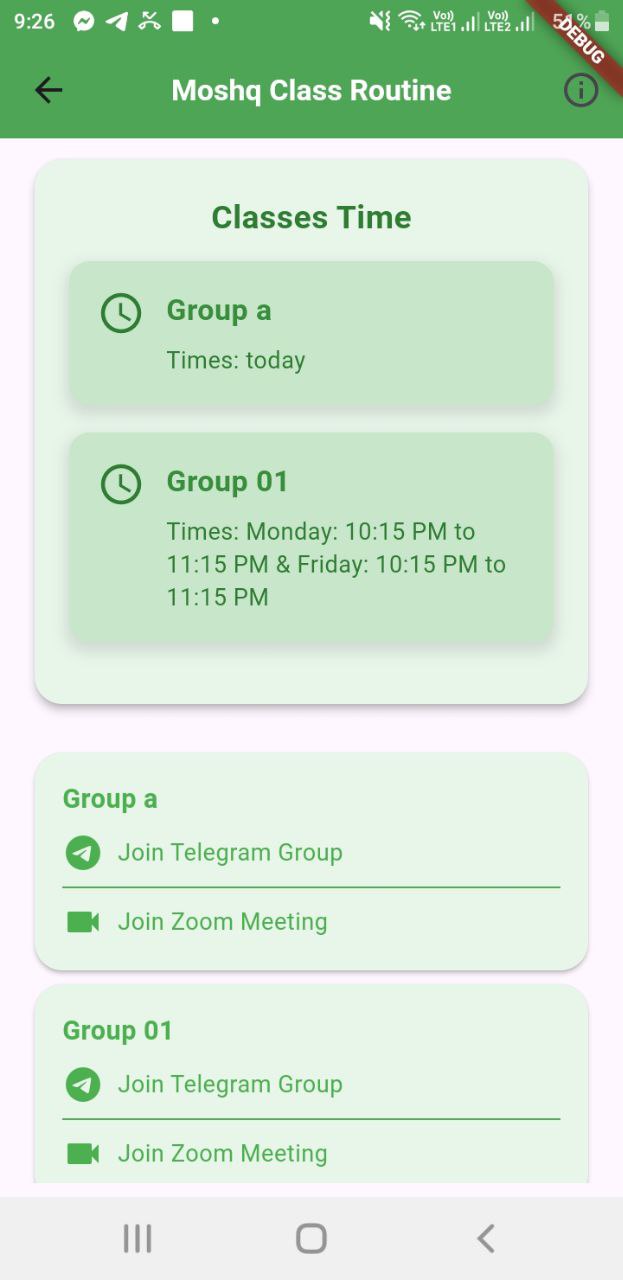 9:26
Vo)) LTE1
Vo)) LTE2
51%
DEBUG
Moshq Class Routine
Classes Time
Group a
Times: today
Group 01
Times: Monday: 10:15 PM to
11:15 PM & Friday: 10:15 PM to
11:15 PM
Group a
Join Telegram Group
Join Zoom Meeting
Group 01
Join Telegram Group
Join Zoom Meeting